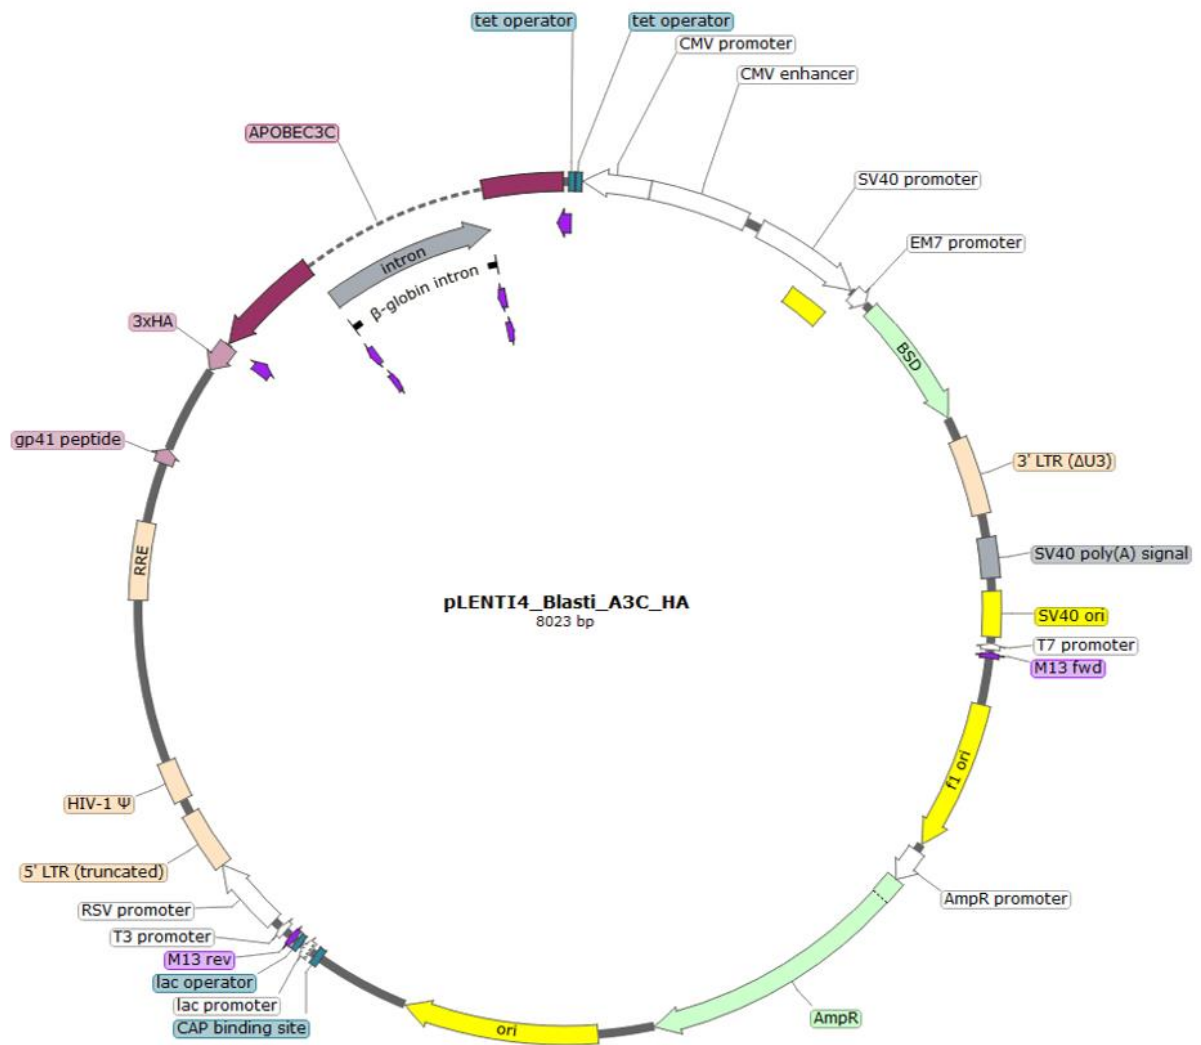 tet operator
tet operator
CMV promoter
CMV enhancer
APOBEC3C
SV40 promoter
EM7 promoter
intron
β-globin intron
3xHA
BSD
gp41 peptide
3' LTR (ΔU3)
RRE
SV40 poly(A) signal
pLENTI4_Blasti_A3C_HA
8023 bp
SV40 ori
T7 promoter
M13 fwd
f1 ori
HIV-1 Ψ
5' LTR (truncated)
RSV promoter
AmpR promoter
T3 promoter
M13 rev
lac operator
lac promoter
CAP binding site
AmpR
ori